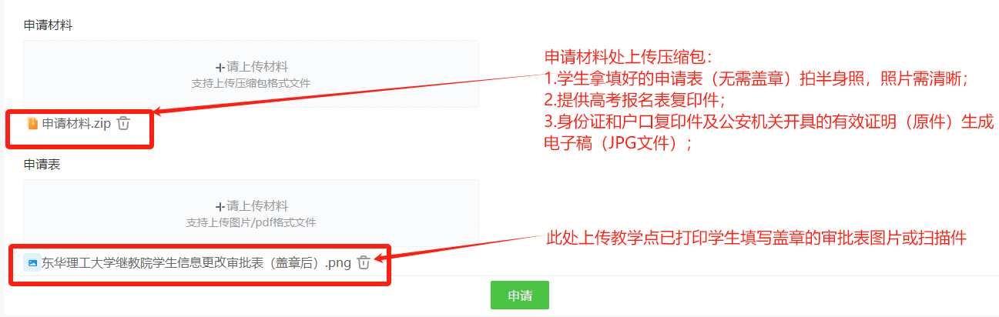 申请材料
+请上传材料
支持上传压缩包格式文件
申请材料.zip
申请材料处上传压缩包：
1.学生拿填好的申请表（无需盖章）拍半身照，照片需清晰；
2.提供高考报名表复印件；
3.身份证和户口复印件及公安机关开具的有效证明（原件）生成
电子稿（JPG文件）；
申请表
+请上传材料
支持上传图片/pdf格式文件
东华理工大学继教院学生信息更改审批表（盖章后）.png
此处上传教学点已打印学生填写盖章的审批表图片或扫描件
申请